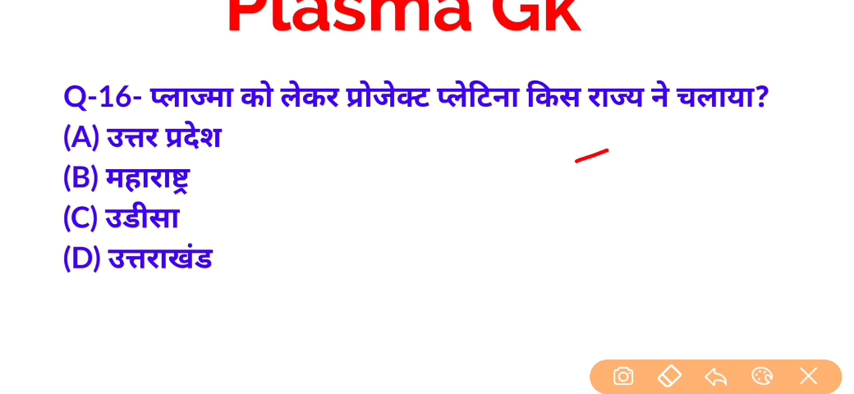 Plasma Gk
Q-16- प्लाज्मा को लेकर प्रोजेक्ट प्लेटिना किस राज्य ने चलाया?
(A) उत्तर प्रदेश
(B) महाराष्ट्र
(C) उडीसा
(D) उत्तराखंड